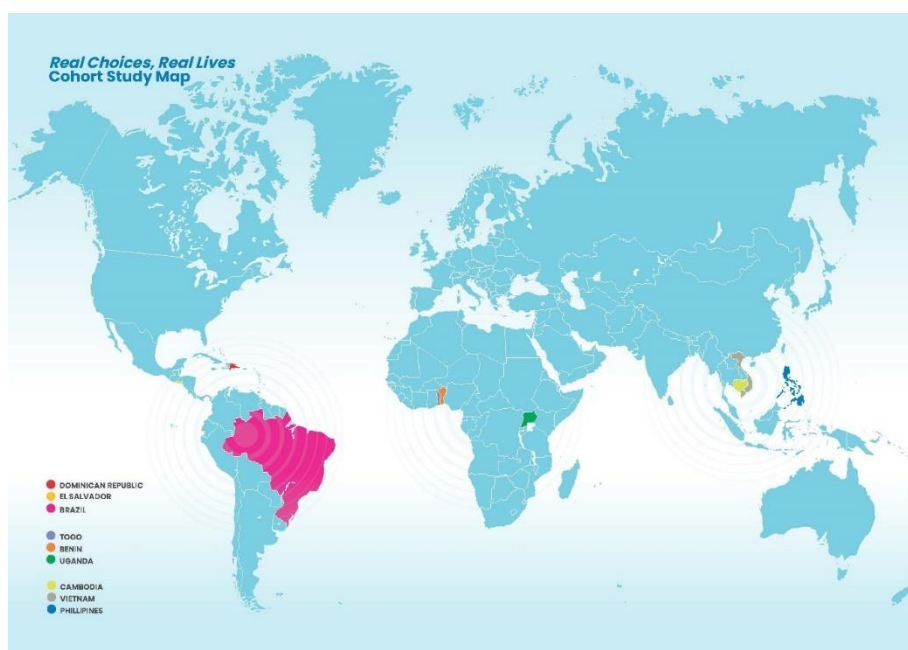 Real Choices, Real Lives
Cohort Study Map
DOMINICAN REPUBLIC
EL SALVADOR
BRAZIL
TOGO
BENIN
UGANDA
CAMBODIA
VIETNAM
PHILLIPINES